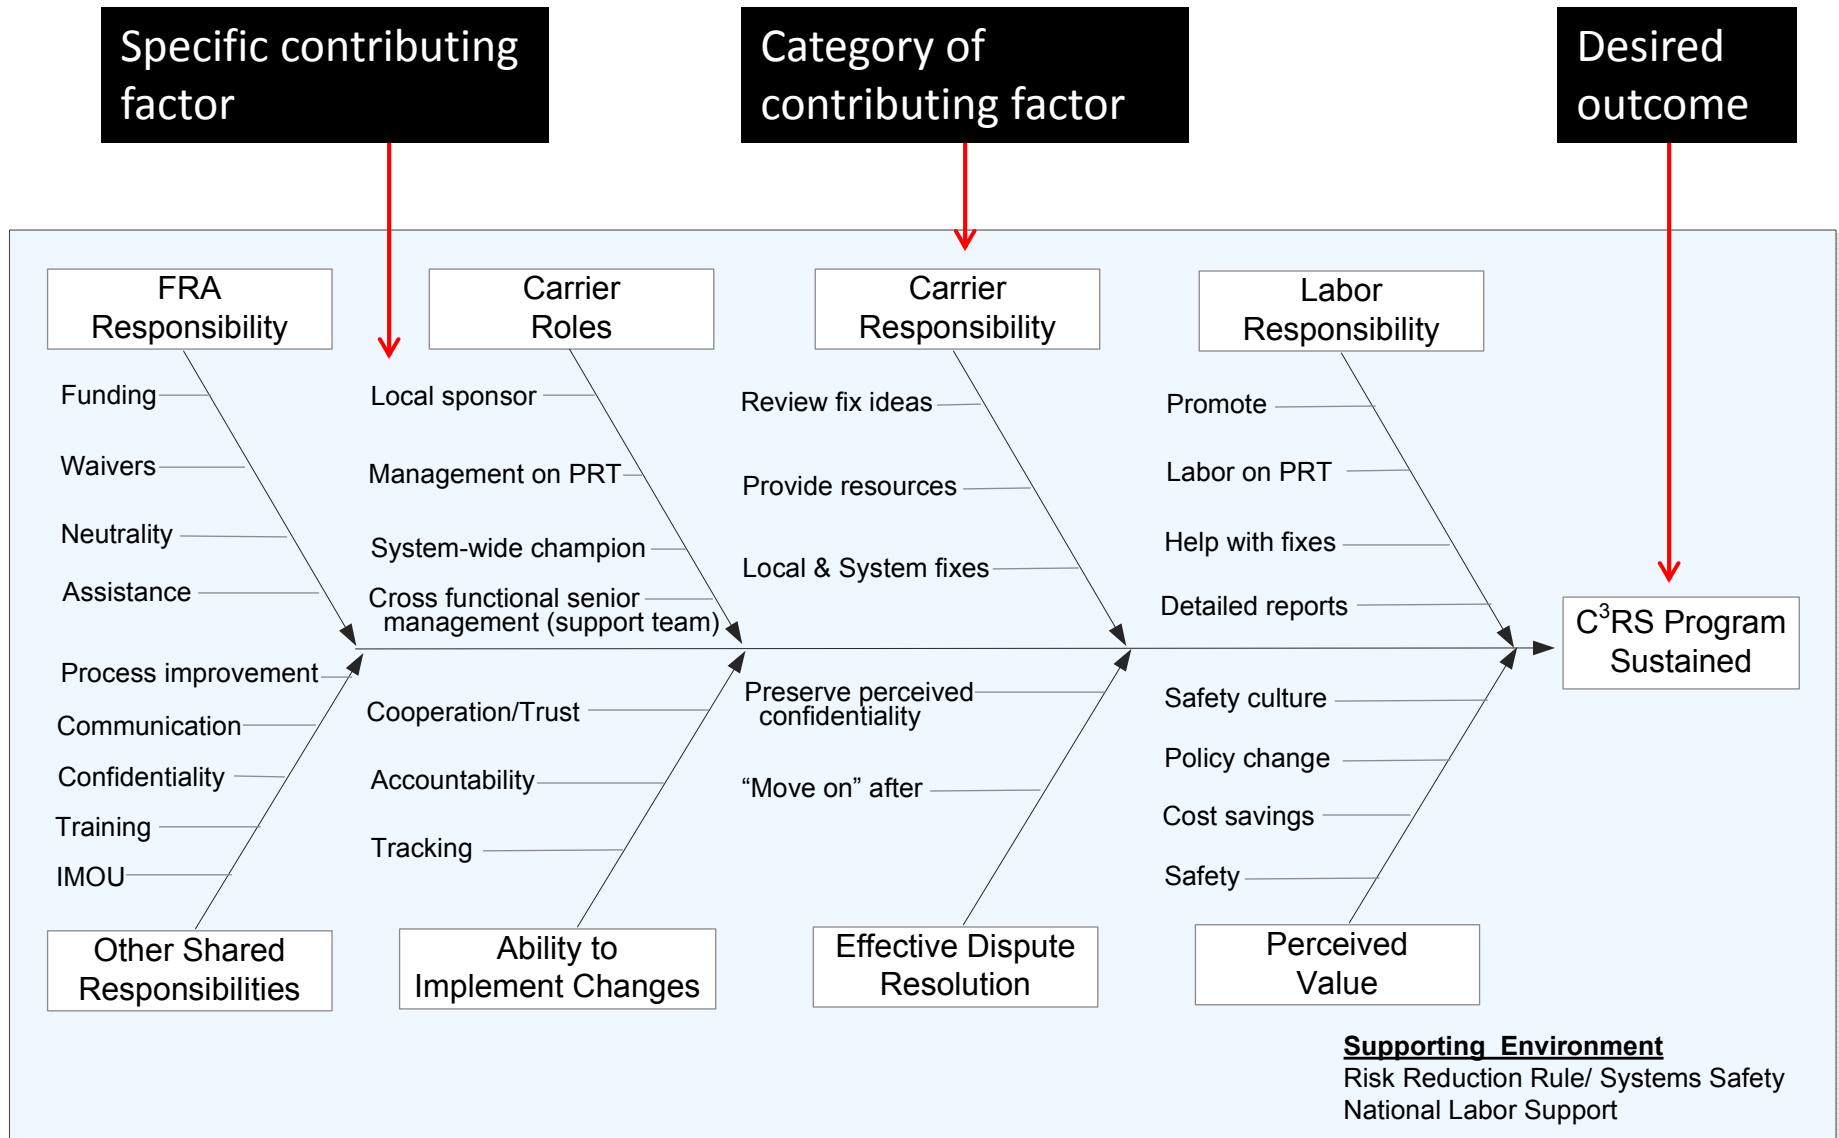 Specific contributing
factor
Category of
contributing factor
Desired
outcome
FRA
Responsibility
Carrier
Roles
Carrier
Responsibility
Labor
Responsibility
Funding
Waivers
Neutrality
Assistance
Local sponsor
Management on PRT
System-wide champion
Cross functional senior
management (support team)
Review fix ideas
Provide resources
Local & System fixes
Promote
Labor on PRT
Help with fixes
Detailed reports
C³RS Program
Sustained
Process improvement
Communication
Confidentiality
Training
IMOU
Cooperation/Trust
Accountability
Tracking
Preserve perceived
confidentiality
“Move on” after
Safety culture
Policy change
Cost savings
Safety
Other Shared
Responsibilities
Ability to
Implement Changes
Effective Dispute
Resolution
Perceived
Value
Supporting Environment
Risk Reduction Rule/ Systems Safety
National Labor Support